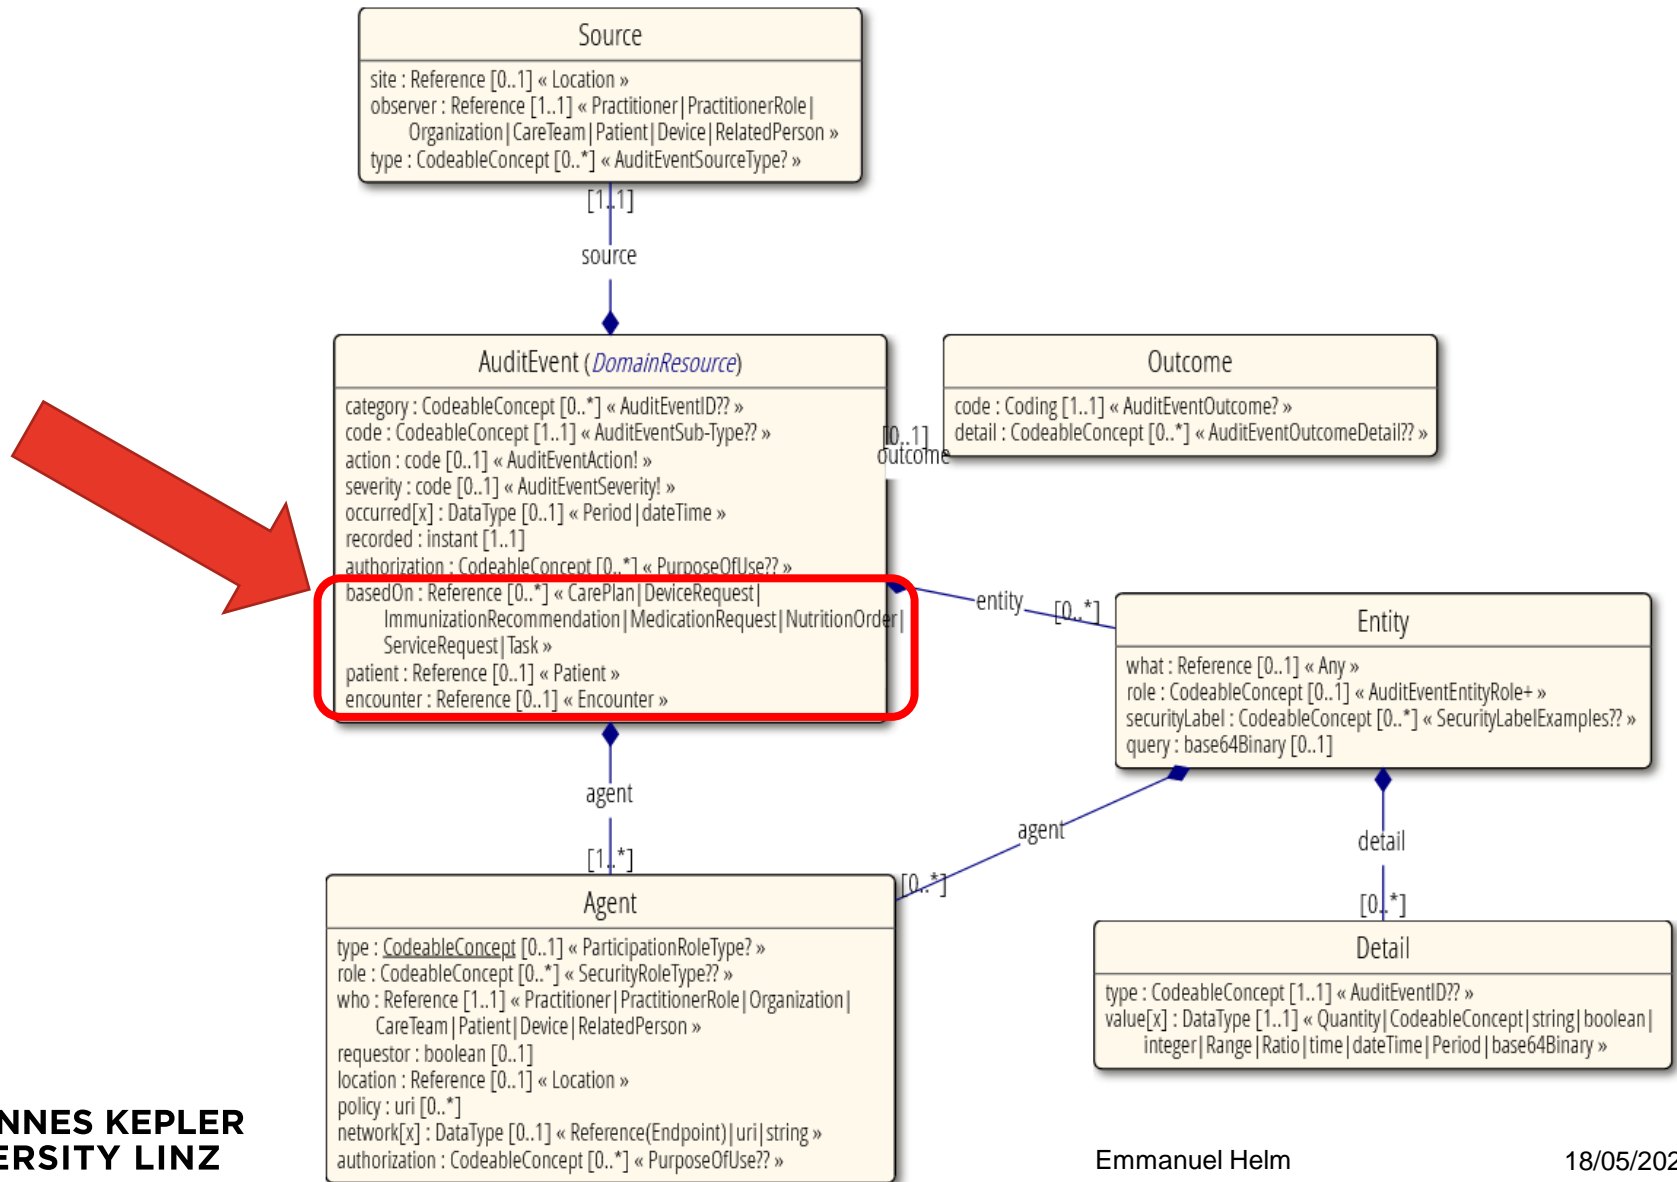 Source
site : Reference [0..1] « Location »
observer : Reference [1..1] « Practitioner|PractitionerRole|
Organization|CareTeam|Patient|Device|RelatedPerson »
type : CodeableConcept [0..*] « AuditEventSourceType? »
[1..1]
source
AuditEvent (DomainResource)
category : CodeableConcept [0..*] « AuditEventID?? »
code : CodeableConcept [1..1] « AuditEventSub-Type?? »
action : code [0..1] « AuditEventAction! »
severity : code [0..1] « AuditEventSeverity! »
occurred[x] : DataType [0..1] « Period|dateTime »
recorded : instant [1..1]
authorization : CodeableConcept [0..*] « PurposeOfUse?? »
basedOn : Reference [0..*] « CarePlan|DeviceRequest|
ImmunizationRecommendation|MedicationRequest|NutritionOrder|
ServiceRequest|Task »
patient : Reference [0..1] « Patient »
encounter : Reference [0..1] « Encounter »
[0..1]
outcome
Outcome
code : Coding [1..1] « AuditEventOutcome? »
detail : CodeableConcept [0..*] « AuditEventOutcomeDetail?? »
entity
[0..*]
Entity
what : Reference [0..1] « Any »
role : CodeableConcept [0..1] « AuditEventEntityRole+ »
securityLabel : CodeableConcept [0..*] « SecurityLabelExamples?? »
query : base64Binary [0..1]
agent
[1..*]
agent
[0..*]
detail
[0..*]
Agent
type : CodeableConcept [0..1] « ParticipationRoleType? »
role : CodeableConcept [0..*] « SecurityRoleType?? »
who : Reference [1..1] « Practitioner|PractitionerRole|Organization|
CareTeam|Patient|Device|RelatedPerson »
requestor : boolean [0..1]
location : Reference [0..1] « Location »
policy : uri [0..*]
network[x] : DataType [0..1] « Reference(Endpoint)|uri|string »
authorization : CodeableConcept [0..*] « PurposeOfUse?? »
Detail
type : CodeableConcept [1..1] « AuditEventID?? »
value[x] : DataType [1..1] « Quantity|CodeableConcept|string|boolean|
integer|Range|Ratio|time|dateTime|Period|base64Binary »
NNES KEPLER
ERSITY LINZ
Emmanuel Helm
18/05/202